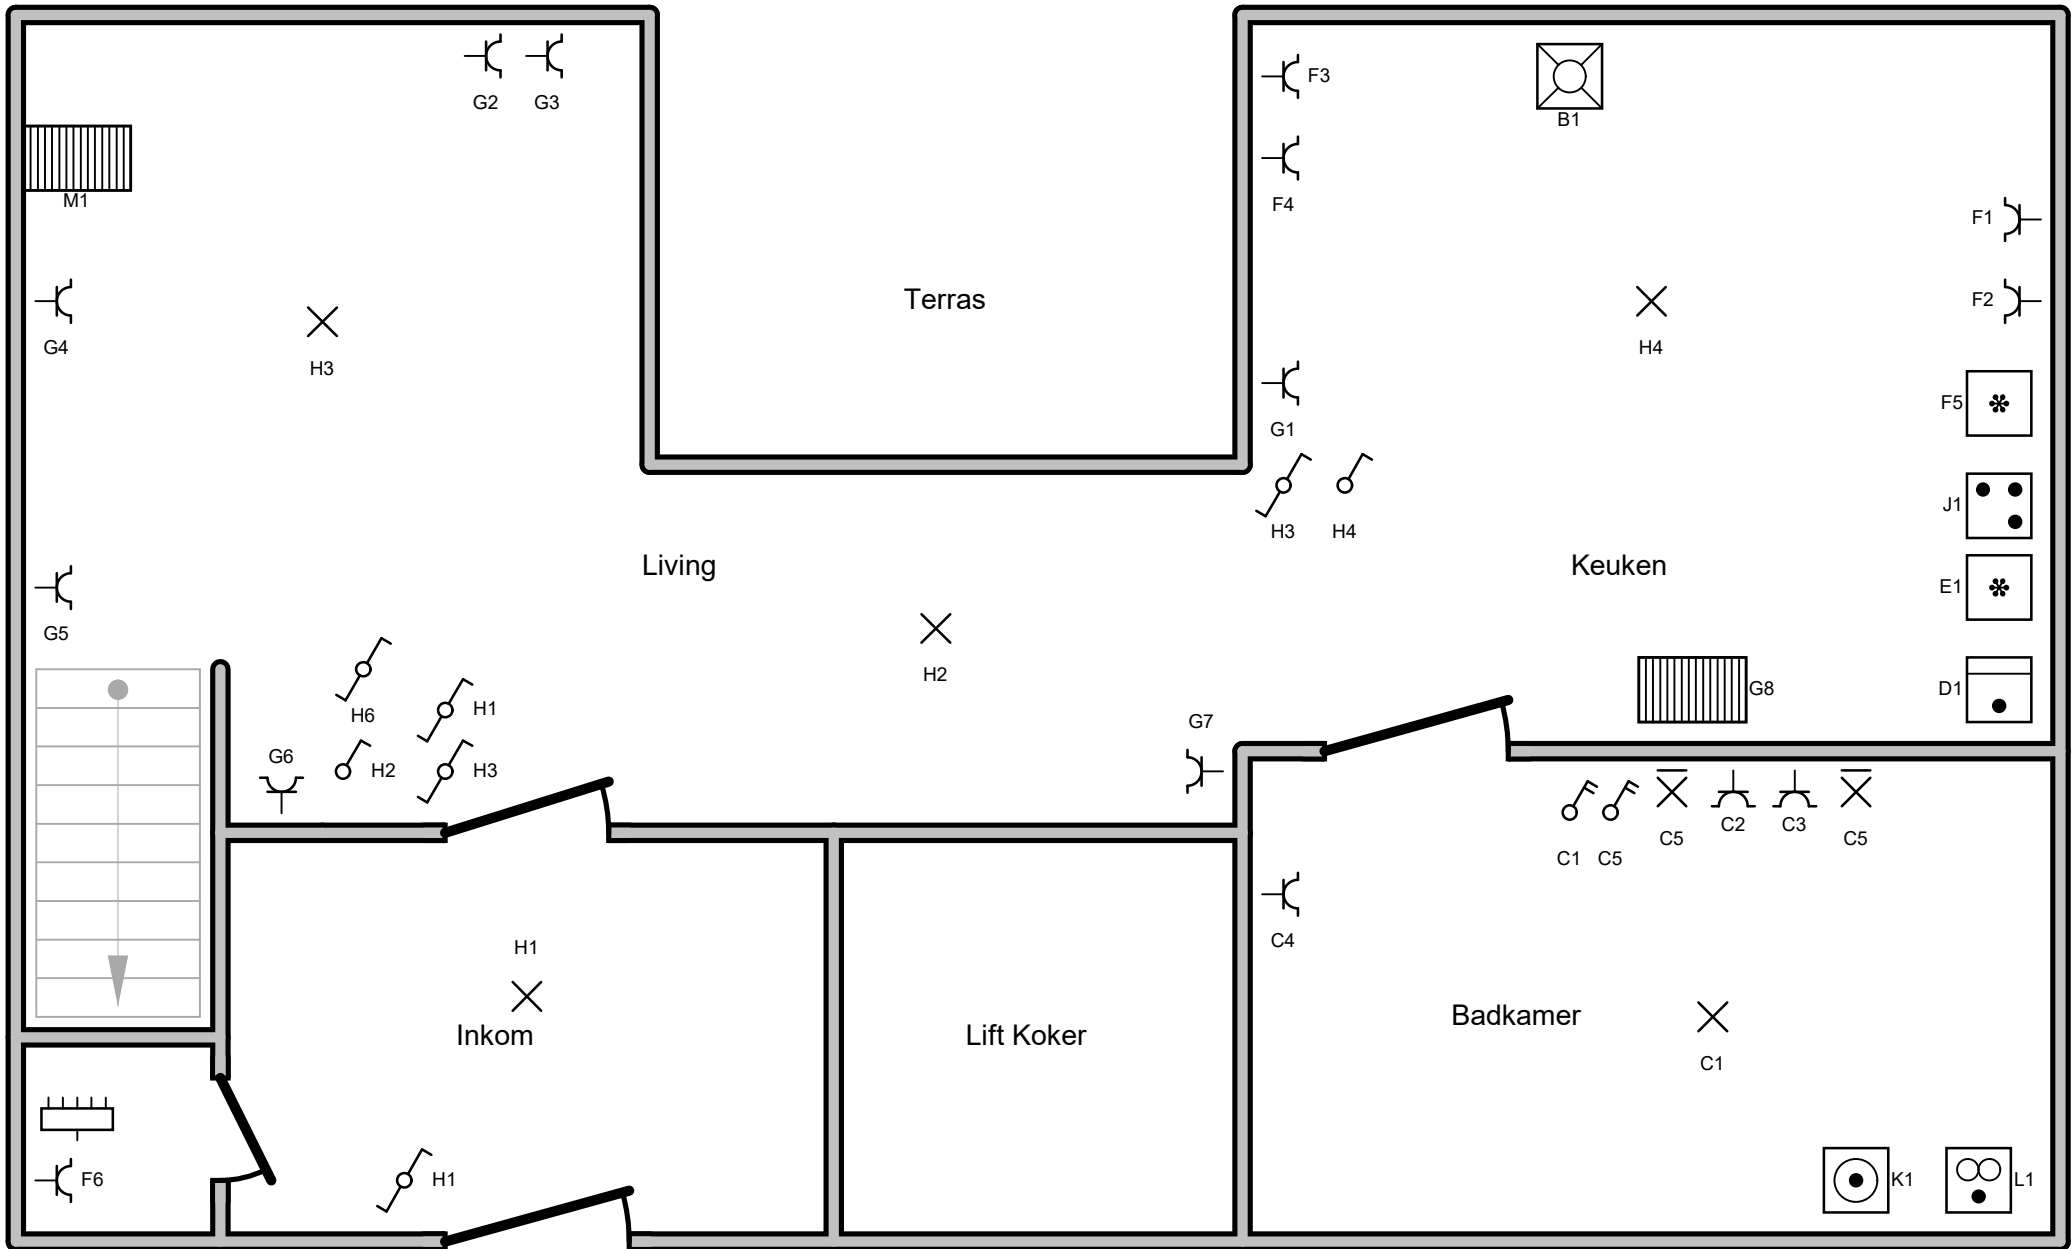 G2 G3
F3
B1
M1
F4
F1
Terras
F2
G4
H3
H4
F5
G1
J1
H3 H4
Living
Keuken
E1
G5
H2
G8
D1
H6
H1
G7
G6
H2
H3
C5
C2
C3
C5
C1 C5
C4
H1
Badkamer
Inkom
Lift Koker
C1
F6
H1
K1
L1